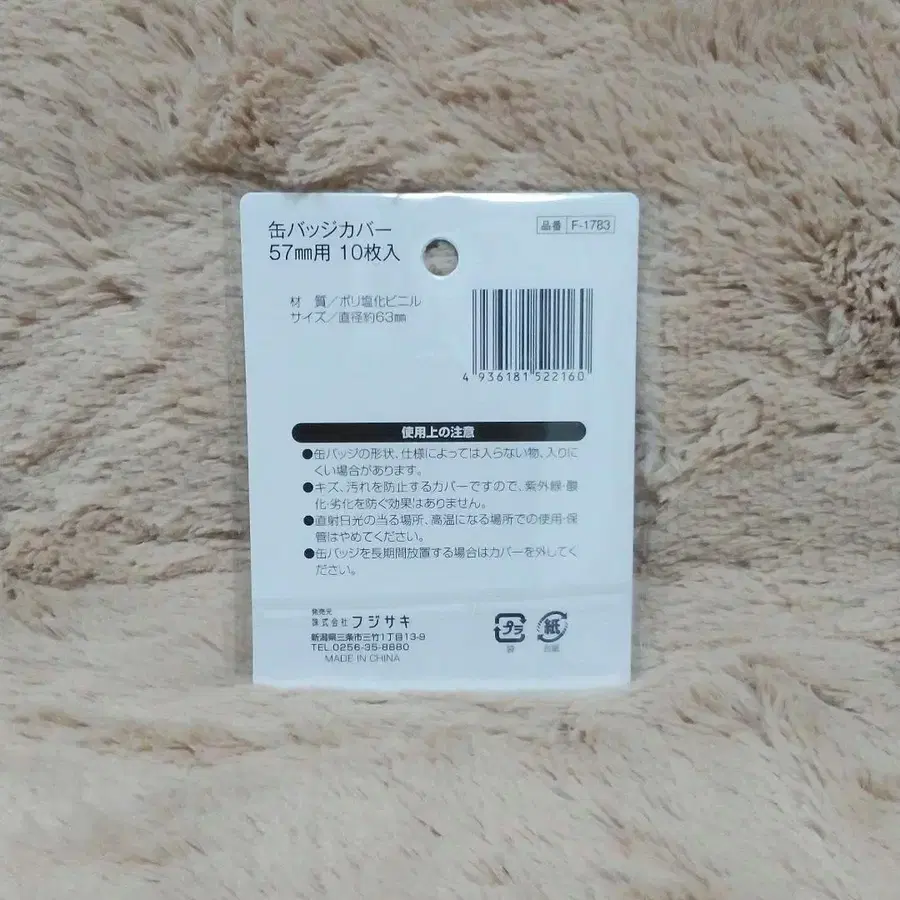 缶バッジカバー
57㎜用 10枚入
品番 F-1783
材 質／ポリ塩化ビニル
サイズ／直径約63㎜
4 936181 522160
使用上の注意
●缶バッジの形状、仕様によっては入らない物、入りに
くい場合があります。
●キズ、汚れを防止するカバーですので、紫外線・酸
化・劣化を防ぐ効果はありません。
●直射日光の当る場所、高温になる場所での使用・保
管はやめてください。
●缶バッジを長期間放置する場合はカバーを外してく
ださい。
発売元
株式会社 フジサキ
新潟県三条市三竹1丁目13-9
TEL.0256-35-8880
MADE IN CHINA
プラ
袋
紙
台紙